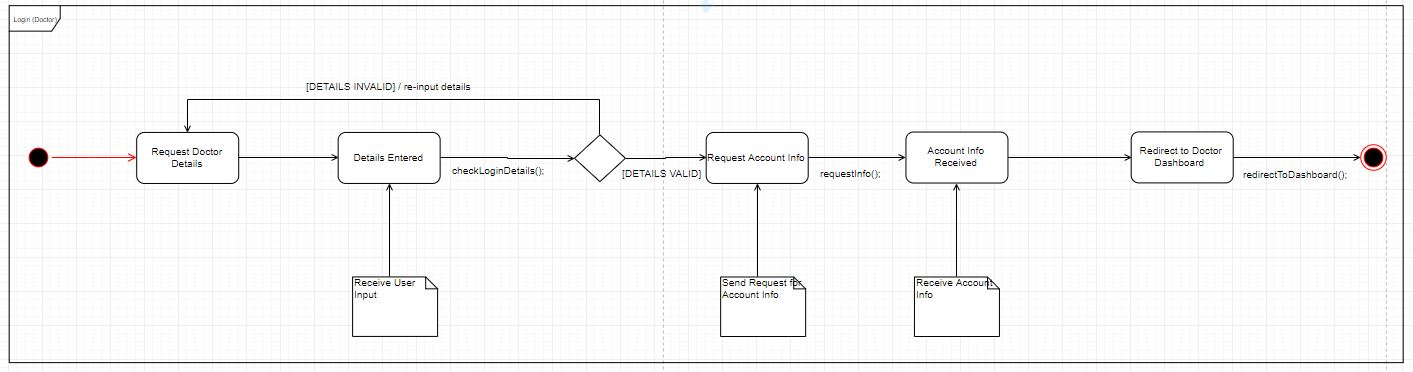 Login (Doctor)
[DETAILS INVALID] / re-input details
Request Doctor
Details
Details Entered
checkLoginDetails();
[DETAILS VALID]
Request Account Info
requestInfo();
Account Info
Received
Redirect to Doctor
Dashboard
redirectToDashboard();
Receive User
Input
Send Request for
Account Info
Receive Account
Info